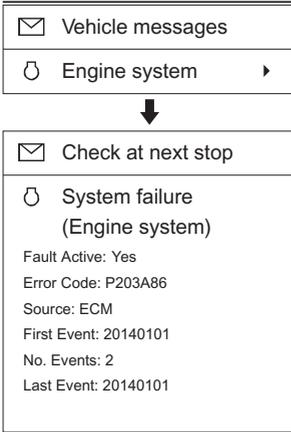 Vehicle messages
Engine system
Check at next stop
System failure
(Engine system)
Fault Active: Yes
Error Code: P203A86
Source: ECM
First Event: 20140101
No. Events: 2
Last Event: 20140101